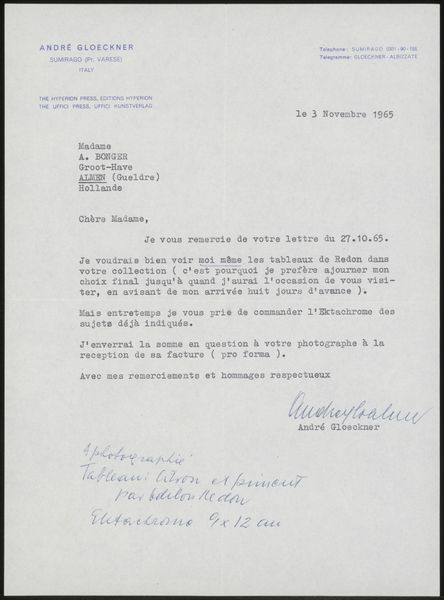 ANDRÉ GLOECKNER
SUMIRAGO (Pr. VARESE)
ITALY
Telephone: SUMIRAGO 0331-90-155
Telegramme: GLOECKNER-ALBIZZATE
THE HYPERION PRESS, EDITIONS HYPERION
THE UFFICI PRESS, UFFICI KUNSTVERLAG
le 3 Novembre 1965
Madame
A. BONGER
Groot-Have
ALMEN (Gueldre)
Hollande
Chère Madame,
Je vous remercie de votre lettre du 27.10.65.
Je voudrais bien voir moi même les tableaux de Redon dans
votre collection ( c'est pourquoi je prefère ajourner mon
choix final jusqu'à quand j'aurai l'occasion de vous visi-
ter, en avisant de mon arrivée huit jours d'avance ).
Mais entretemps je vous prie de commander l'Ektachrome des
sujets déjà indiqués.
J'enverrai la somme en question à votre photographe à la
reception de sa facture ( pro forma ).
Avec mes remerciements et hommages respectueux
André Gloeckner
A photographié
Tableau: Citron et piment
par Odilon Redon
Ektachrome 9 x 12 cm